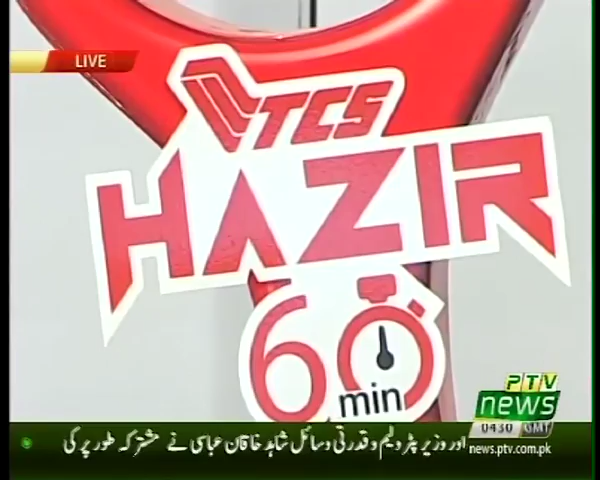 LIVE
TCS
HAZIR
60
min
PTV
news
0430 GMT
news.ptv.com.pk
اور وزیر پٹرولیم و قدرتی وسائل شاہد خاقان عباسی نے مشترکہ طور پر کی